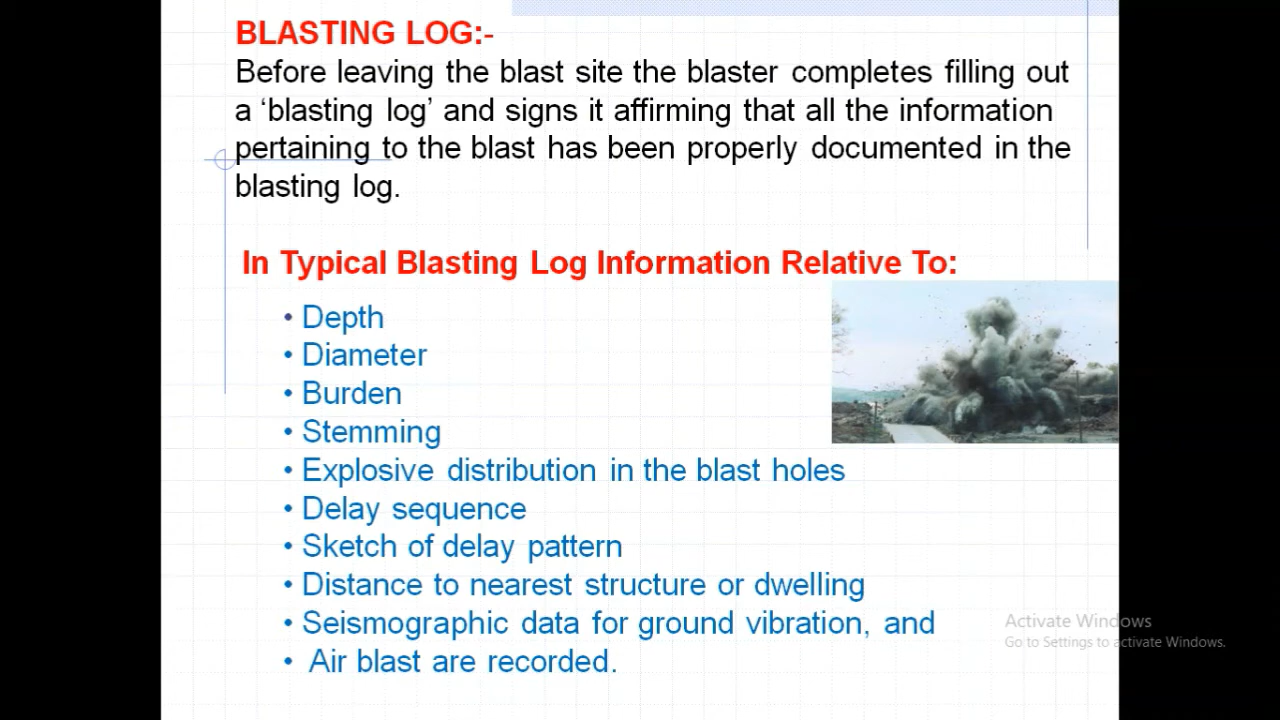 BLASTING LOG:-
Before leaving the blast site the blaster completes filling out
a ‘blasting log’ and signs it affirming that all the information
pertaining to the blast has been properly documented in the
blasting log.
In Typical Blasting Log Information Relative To:
• Depth
• Diameter
• Burden
• Stemming
• Explosive distribution in the blast holes
• Delay sequence
• Sketch of delay pattern
• Distance to nearest structure or dwelling
• Seismographic data for ground vibration, and
• Air blast are recorded.
Activate Windows
Go to Settings to activate Windows.